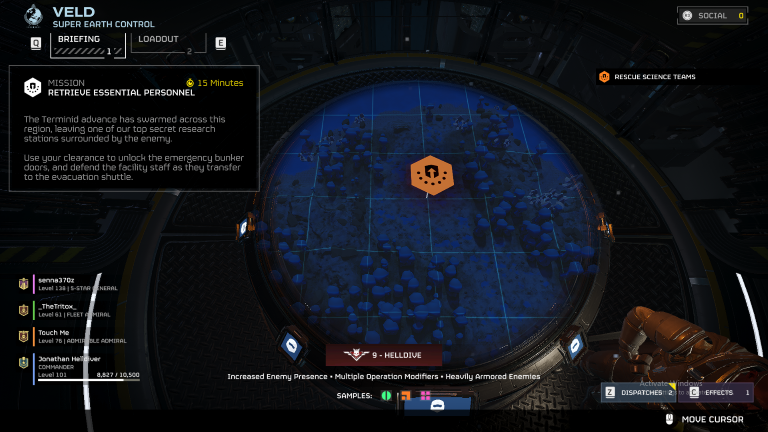 VELD
SUPER EARTH CONTROL
SOCIAL 0
Q BRIEFING 1 LOADOUT 2 E
MISSION 15 Minutes
RETRIEVE ESSENTIAL PERSONNEL
The Terminid advance has swarmed across this
region, leaving one of our top secret research
stations surrounded by the enemy.
Use your clearance to unlock the emergency bunker
doors, and defend the facility staff as they transfer
to the evacuation shuttle.
RESCUE SCIENCE TEAMS
senna370z
Level 138 | 5-STAR GENERAL
_TheTritox_
Level 61 | FLEET ADMIRAL
Touch Me
Level 76 | ADMIRABLE ADMIRAL
Jonathan Helldiver
COMMANDER
Level 101 8,827 / 10,500
9 - HELLDIVE
Increased Enemy Presence • Multiple Operation Modifiers • Heavily Armored Enemies
SAMPLES:
Activate Windows
Z DISPATCHES 2 C EFFECTS 1
MOVE CURSOR